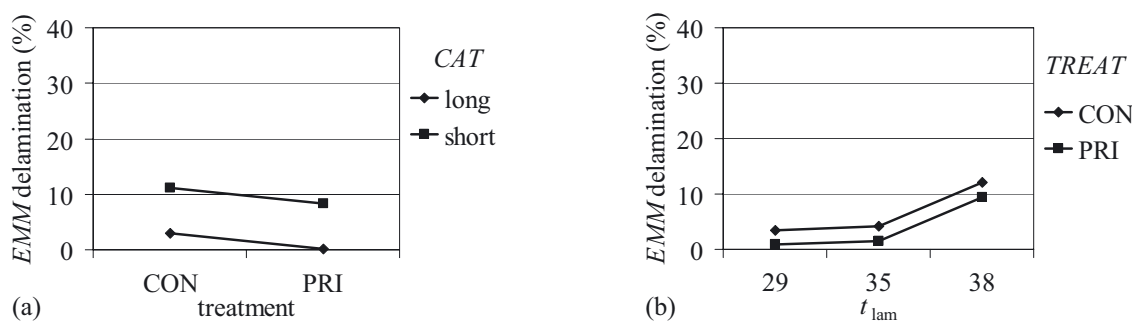 EMM delamination (%)
40
30
20
10
0
CON
PRI
treatment
(a)
CAT
long
short
EMM delamination (%)
40
30
20
10
0
29
35
38
t lam
(b)
TREAT
CON
PRI